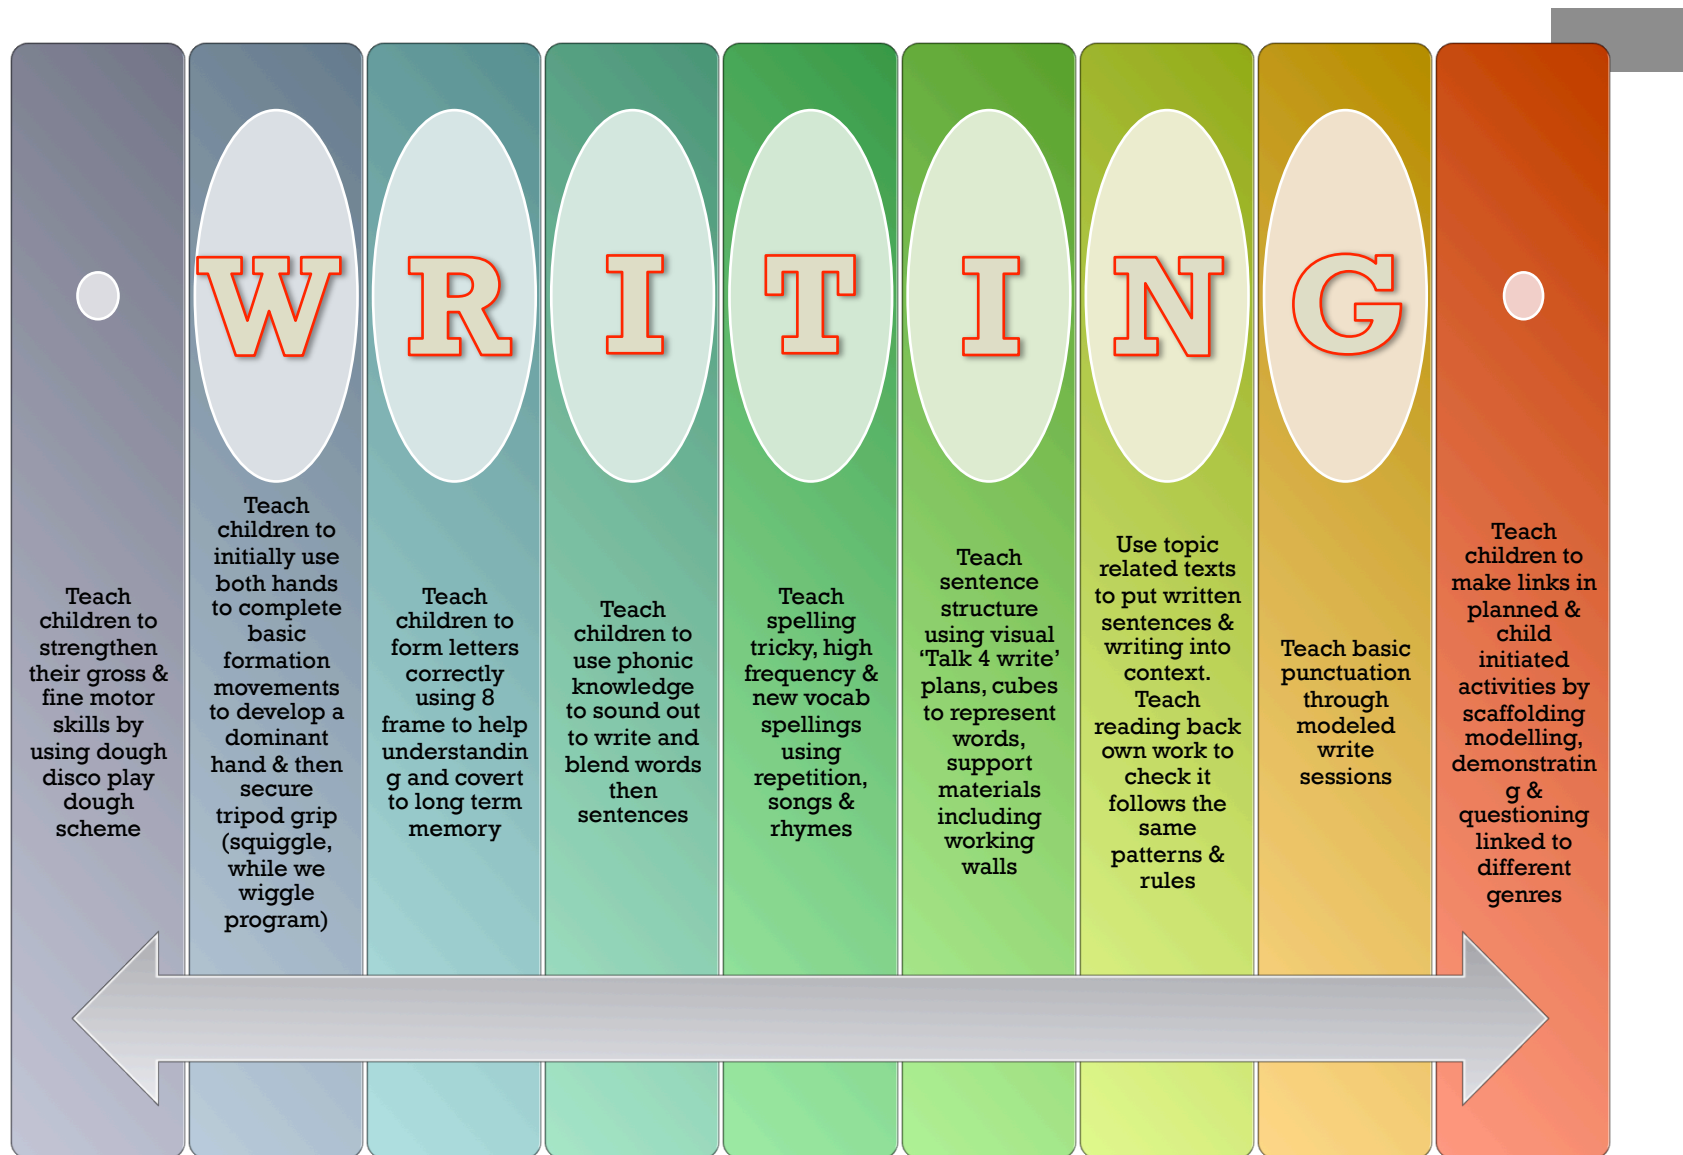 W
R
I
T
I
N
G
Teach
children to
strengthen
their gross &
fine motor
skills by
using dough
disco play
dough
scheme
Teach
children to
initially use
both hands
to complete
basic
formation
movements
to develop a
dominant
hand & then
secure
tripod grip
(squiggle,
while we
wiggle
program)
Teach
children to
form letters
correctly
using 8
frame to help
understandin
g and covert
to long term
memory
Teach
children to
use phonic
knowledge
to sound out
to write and
blend words
then
sentences
Teach
spelling
tricky, high
frequency &
new vocab
spellings
using
repetition,
songs &
rhymes
Teach
sentence
structure
using visual
‘Talk 4 write’
plans, cubes
to represent
words,
support
materials
including
working
walls
Use topic
related texts
to put written
sentences &
writing into
context.
Teach
reading back
own work to
check it
follows the
same
patterns &
rules
Teach basic
punctuation
through
modeled
write
sessions
Teach
children to
make links in
planned &
child
initiated
activities by
scaffolding
modelling,
demonstratin
g &
questioning
linked to
different
genres